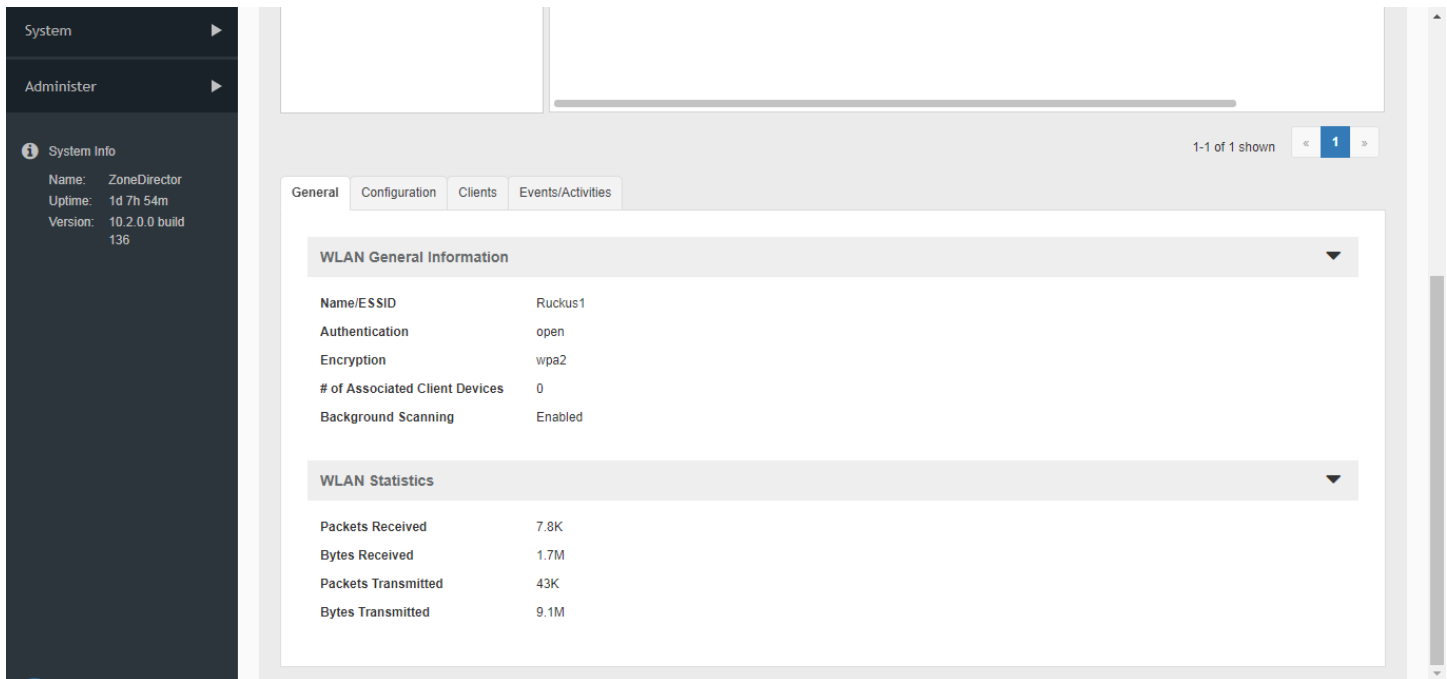 System
Administer
System Info
Name: ZoneDirector
Uptime: 1d 7h 54m
Version: 10.2.0.0 build
136
1-1 of 1 shown « 1 »
General Configuration Clients Events/Activities
WLAN General Information
Name/ESSID Ruckus1
Authentication open
Encryption wpa2
# of Associated Client Devices 0
Background Scanning Enabled
WLAN Statistics
Packets Received 7.8K
Bytes Received 1.7M
Packets Transmitted 43K
Bytes Transmitted 9.1M